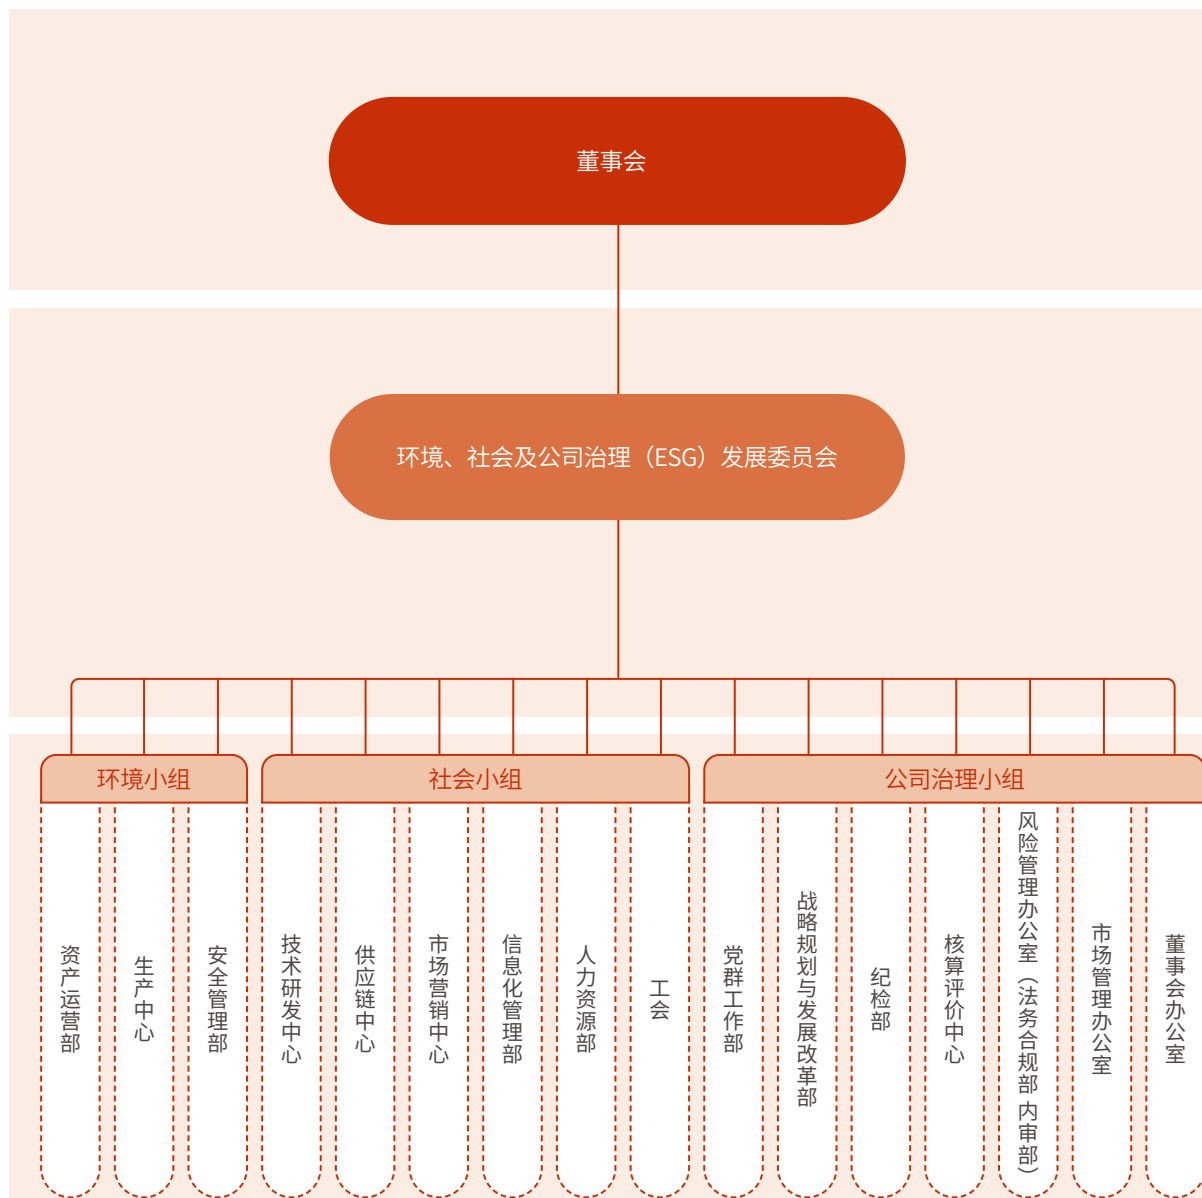 董事会
环境、社会及公司治理（ESG）发展委员会
环境小组
社会小组
公司治理小组
资产运营部
生产中心
安全管理部
技术研发中心
供应链中心
市场营销中心
信息化管理部
人力资源部
工会
党群工作部
战略规划与发展改革部
纪检部
核算评价中心
风险管理办公室（法务合规部 内审部）
市场管理办公室
董事会办公室